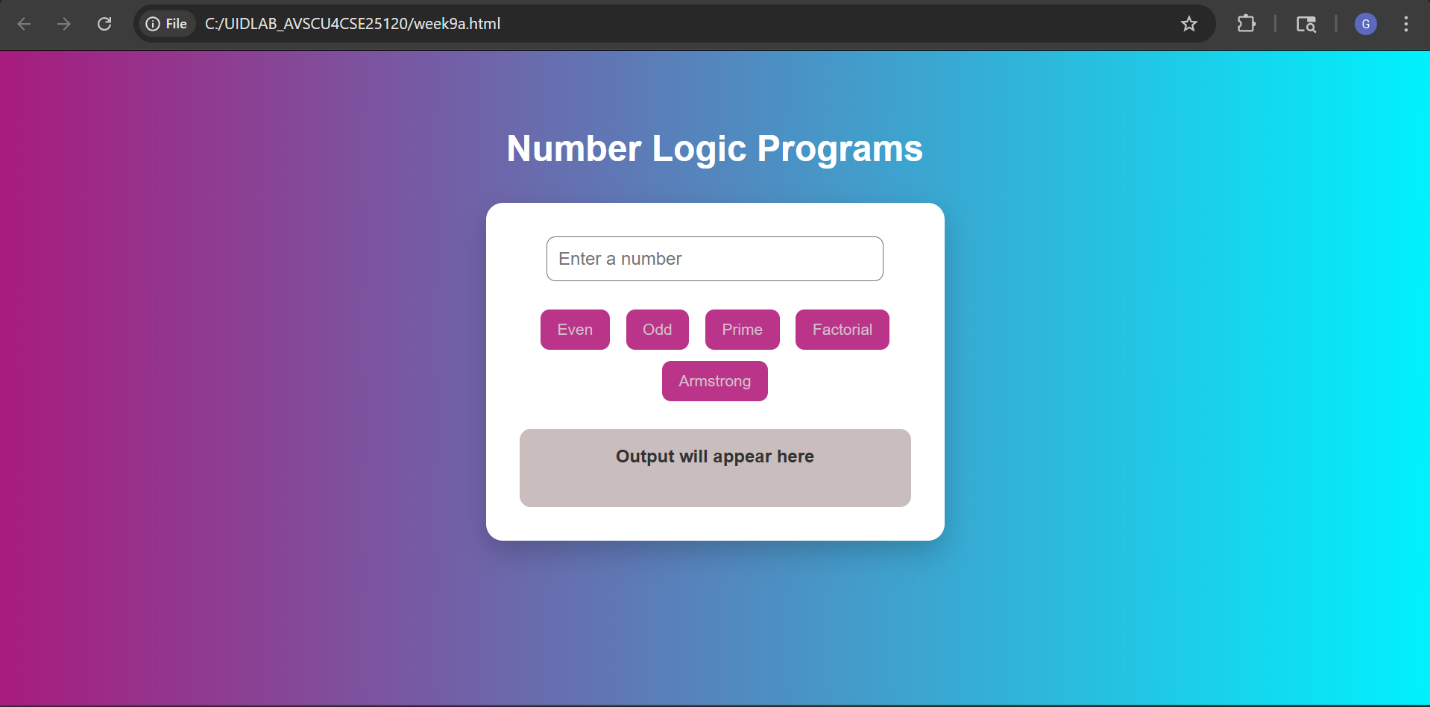 File C:/UIDLAB_AVSCU4CSE25120/week9a.html G
Number Logic Programs
Enter a number
Even Odd Prime Factorial
Armstrong
Output will appear here